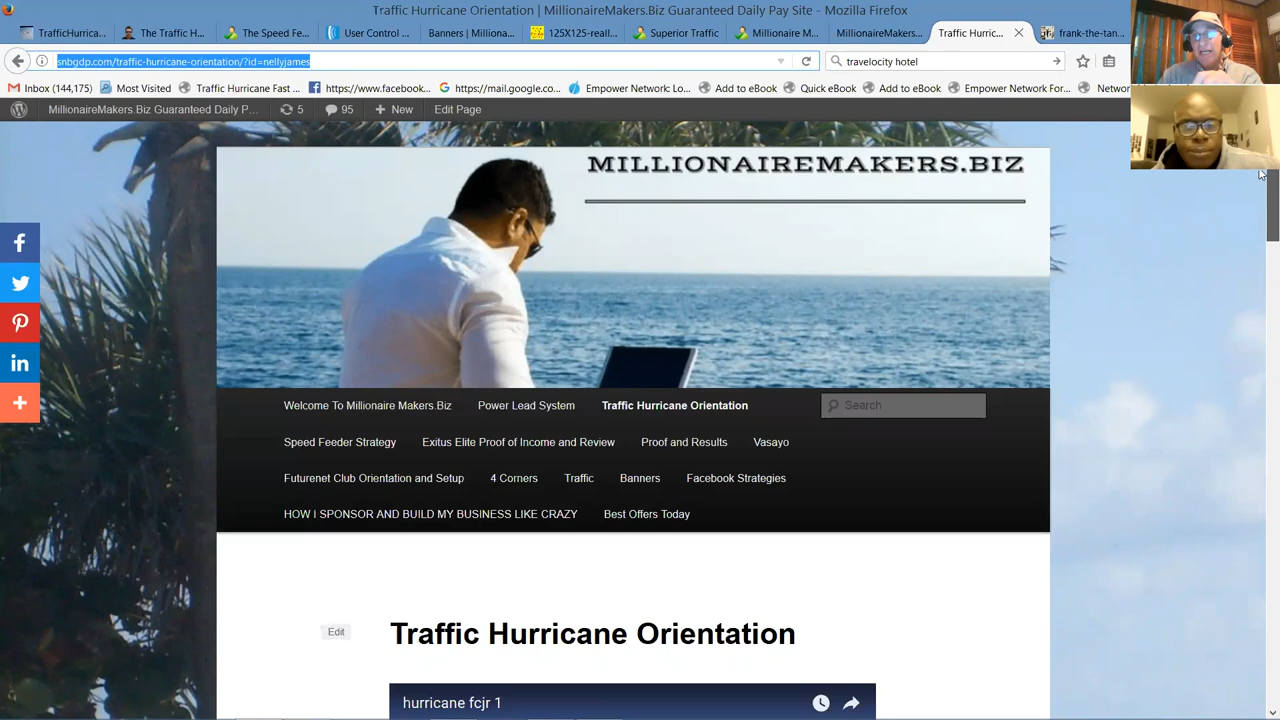 Traffic Hurricane Orientation | MillionaireMakers.Biz Guaranteed Daily Pay Site - Mozilla Firefox
TrafficHurrica...
The Traffic H...
The Speed Fe...
User Control ...
Banners | Milliona...
125X125-reall...
Superior Traffic
Millionaire M...
MillionaireMakers...
Traffic Hurric...
frank-the-tan...
snbgdp.com/traffic-hurricane-orientation/?id=nellyjames
travelocity hotel
Inbox (144,175)
Most Visited
Traffic Hurricane Fast ...
https://www.facebook...
https://mail.google.co...
Empower Network: Lo...
Add to eBook
Quick eBook
Add to eBook
Empower Network For...
MillionaireMakers.Biz Guaranteed Daily P...
5
95
New
Edit Page
MILLIONAIREMAKERS.BIZ
Welcome To Millionaire Makers.Biz
Power Lead System
Traffic Hurricane Orientation
Search
Speed Feeder Strategy
Exitus Elite Proof of Income and Review
Proof and Results
Vasayo
Futurenet Club Orientation and Setup
4 Corners
Traffic
Banners
Facebook Strategies
HOW I SPONSOR AND BUILD MY BUSINESS LIKE CRAZY
Best Offers Today
Edit
Traffic Hurricane Orientation
hurricane fcjr 1